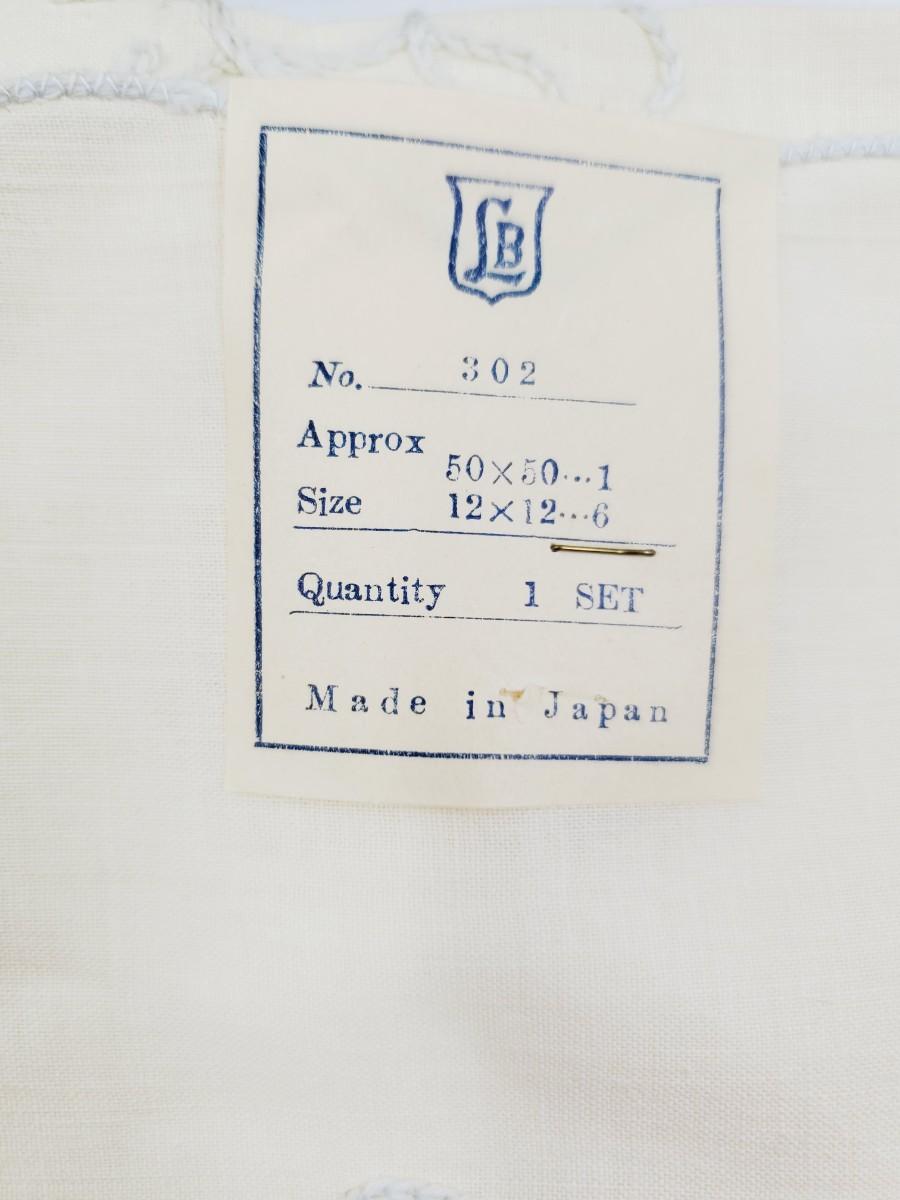 LB
No. 302
Approx
50×50...1
Size 12×12...6
Quantity 1 SET
Made in Japan